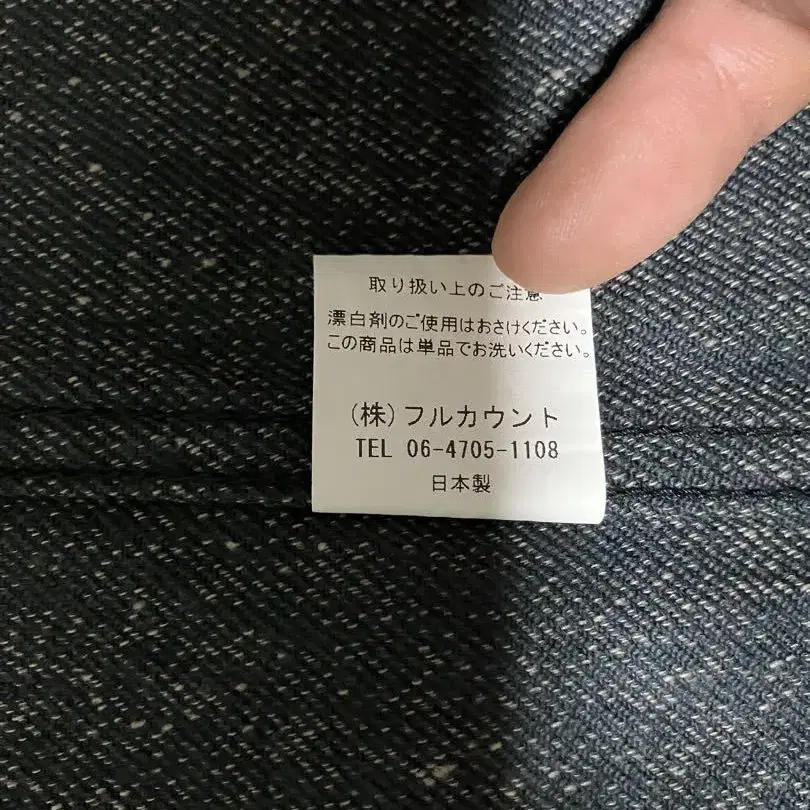 取り扱い上のご注意
漂白剤のご使用はおさけください。
この商品は単品でお洗いください。
(株)フルカウント
TEL 06-4705-1108
日本製